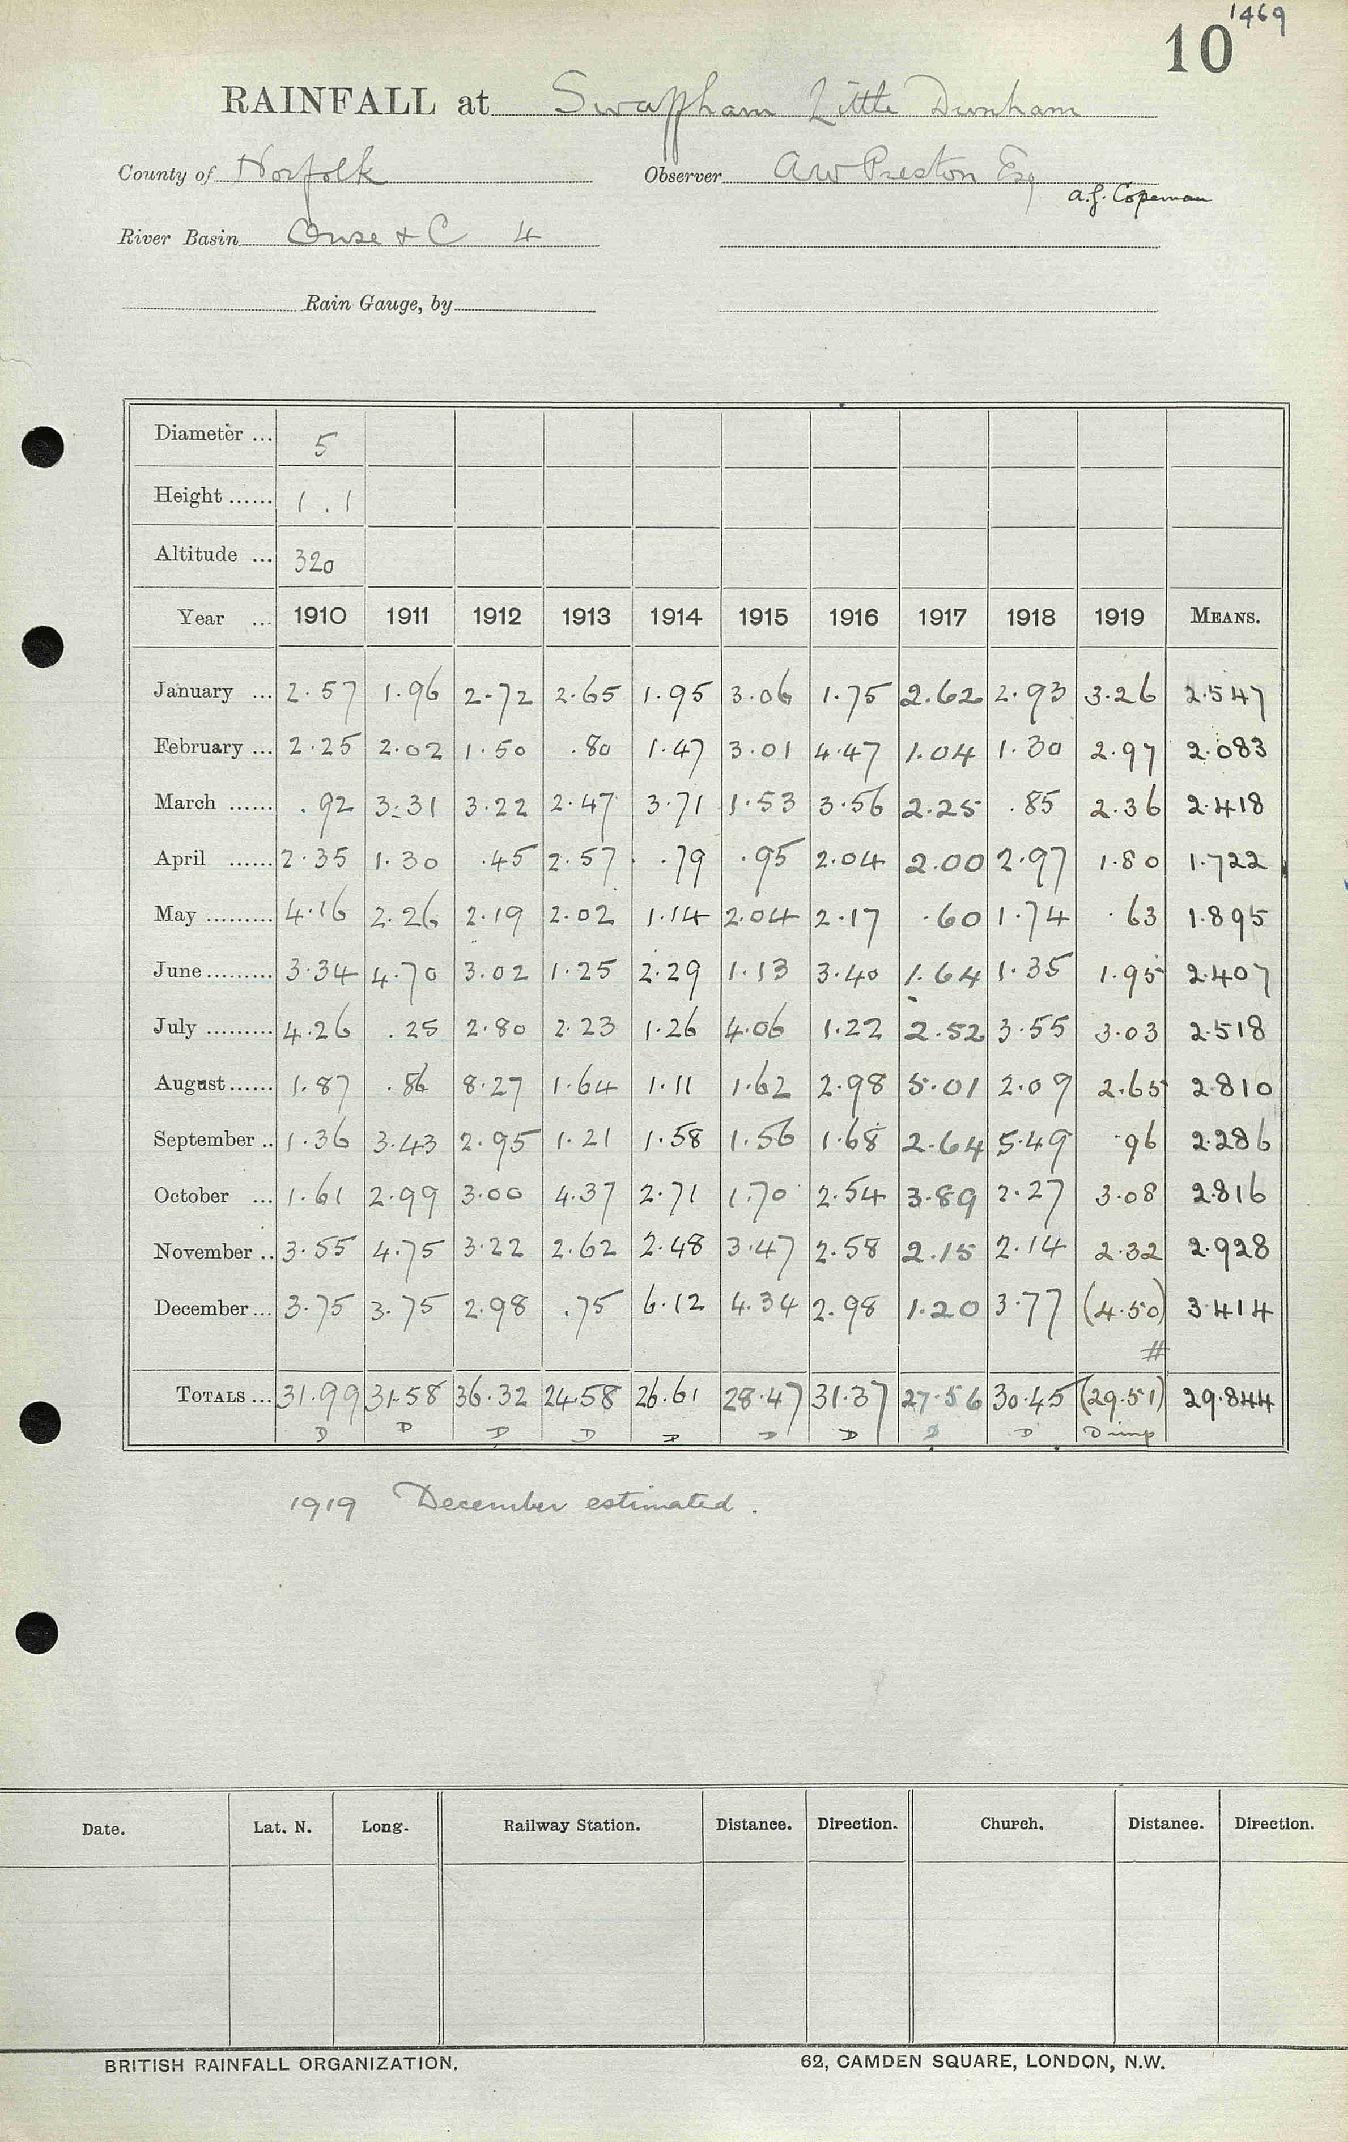 1469
10
RAINFALL at Swaffham Little Dunham
County of Norfolk Observer AW Preston Esq
A.J. Copeman
River Basin Ouse & C 4
Rain Gauge, by
Diameter ... 5
Height ...... 1 . 1
Altitude ... 320
Year ... 1910 1911 1912 1913 1914 1915 1916 1917 1918 1919 MEANS.
January ... 2.57 1.96 2.72 2.65 1.95 3.06 1.75 2.62 2.93 3.26 2.547
February ... 2.25 2.02 1.50 .80 1.47 3.01 4.47 1.04 1.30 2.97 2.083
March ...... .92 3.31 3.22 2.47 3.71 1.53 3.56 2.25 .85 2.36 2.418
April ...... 2.35 1.30 .45 2.57 .79 .95 2.04 2.00 2.97 1.80 1.722
May ......... 4.16 2.26 2.19 2.02 1.14 2.04 2.17 .60 1.74 .63 1.895
June ......... 3.34 4.70 3.02 1.25 2.29 1.13 3.40 1.64 1.35 1.95 2.407
July ......... 4.26 .25 2.80 2.23 1.26 4.06 1.22 2.52 3.55 3.03 2.518
August ...... 1.87 .86 8.27 1.64 1.11 1.62 2.98 5.01 2.09 2.65 2.810
September .. 1.36 3.43 2.95 1.21 1.58 1.56 1.68 2.64 5.49 .96 2.286
October ... 1.61 2.99 3.00 4.37 2.71 1.70 2.54 3.89 2.27 3.08 2.816
November .. 3.55 4.75 3.22 2.62 2.48 3.47 2.58 2.15 2.14 2.32 2.928
December ... 3.75 3.75 2.98 .75 6.12 4.34 2.98 1.20 3.77 (4.50) 3.414
#
TOTALS ... 31.99 31.58 36.32 24.58 26.61 28.47 31.37 27.56 30.45 (29.51) 29.844
D D D D D D D D D D imp
1919 December estimated.
Date. Lat. N. Long. Railway Station. Distance. Direction. Church. Distance. Direction.
BRITISH RAINFALL ORGANIZATION. 62, CAMDEN SQUARE, LONDON, N.W.